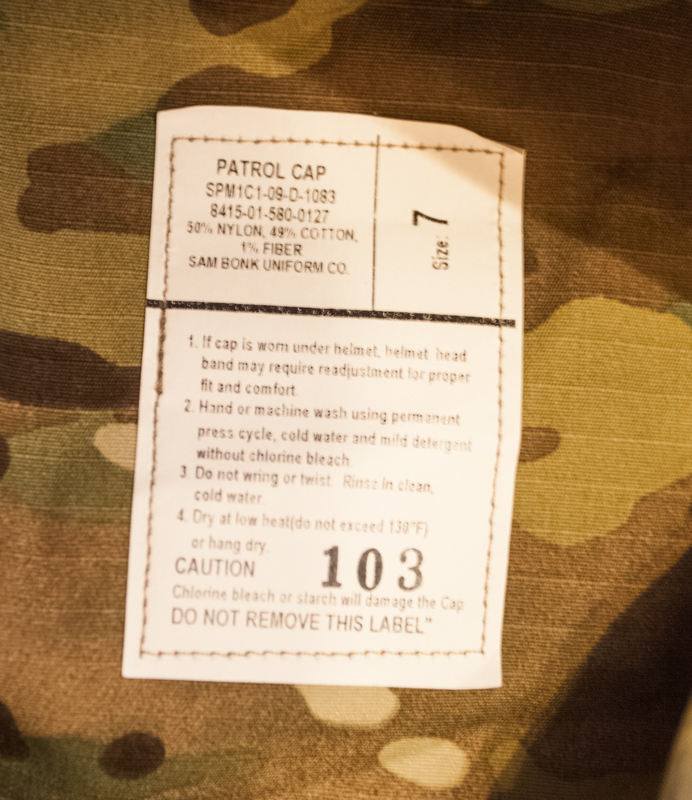 PATROL CAP
SPM1C1-09-D-1083
8415-01-580-0127
50% NYLON, 49% COTTON,
1% FIBER
SAM BONK UNIFORM CO.
Size: 7
1. If cap is worn under helmet, helmet head
band may require readjustment for proper
fit and comfort.
2. Hand or machine wash using permanent
press cycle, cold water and mild detergent
without chlorine bleach.
3. Do not wring or twist. Rinse in clean,
cold water.
4. Dry at low heat(do not exceed 130°F)
or hang dry.
103
CAUTION
Chlorine bleach or starch will damage the Cap
DO NOT REMOVE THIS LABEL"